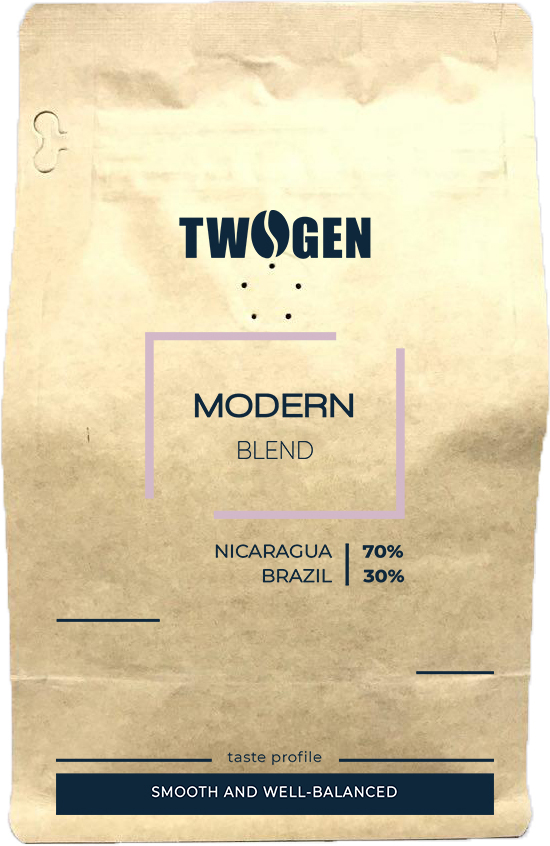 TWOGEN
MODERN
BLEND
NICARAGUA | 70%
BRAZIL | 30%
taste profile
SMOOTH AND WELL-BALANCED